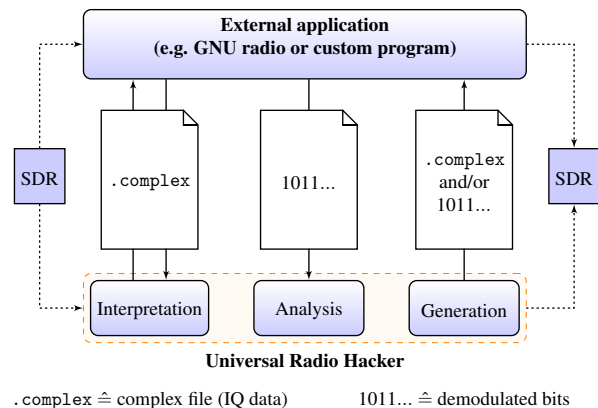 External application
(e.g. GNU radio or custom program)
SDR
.complex
1011...
.complex
and/or
1011...
SDR
Interpretation
Analysis
Generation
Universal Radio Hacker
.complex ≙ complex file (IQ data)
1011... ≙ demodulated bits